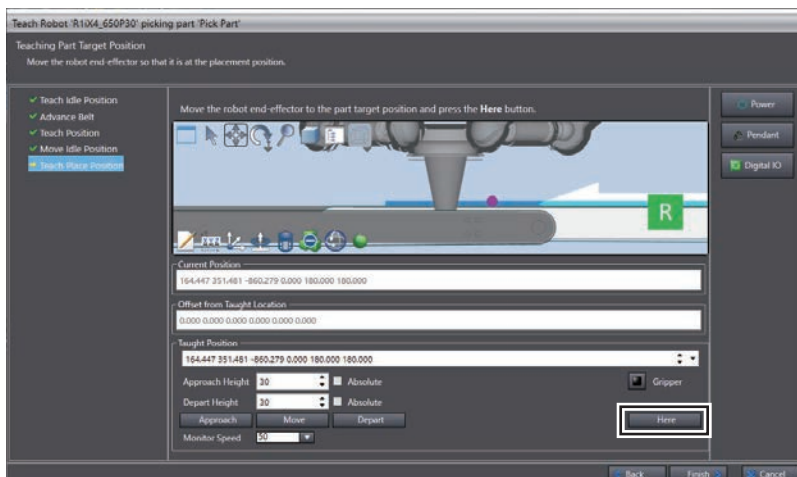 Teach Robot 'R1iX4_650P30' picking part 'Pick Part'
Teaching Part Target Position
Move the robot end-effector so that it is at the placement position.
Teach Idle Position
Advance Belt
Teach Position
Move Idle Position
Teach Place Position
Move the robot end-effector to the part target position and press the Here button.
Power
Pendant
Digital IO
R
Current Position
164.447 351.481 -860.279 0.000 180.000 180.000
Offset from Taught Location
0.000 0.000 0.000 0.000 0.000 0.000
Taught Position
164.447 351.481 -860.279 0.000 180.000 180.000
Approach Height 30 Absolute
Gripper
Depart Height 30 Absolute
Approach Move Depart Here
Monitor Speed 50
Back Finish Cancel